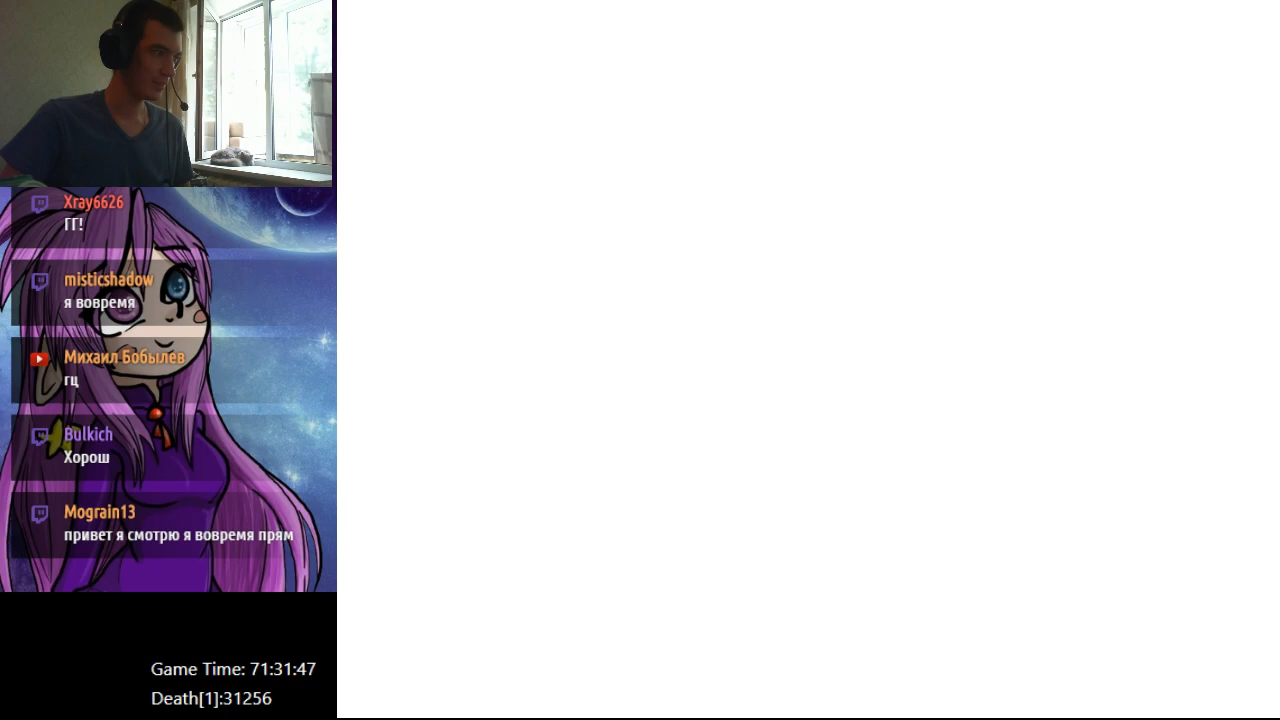 Xray6626
ГГ!
misticshadow
я вовремя
Михаил Бобылев
гц
Bulkich
Хорош
Mograin13
привет я смотрю я вовремя прям
Game Time: 71:31:47
Death[1]:31256